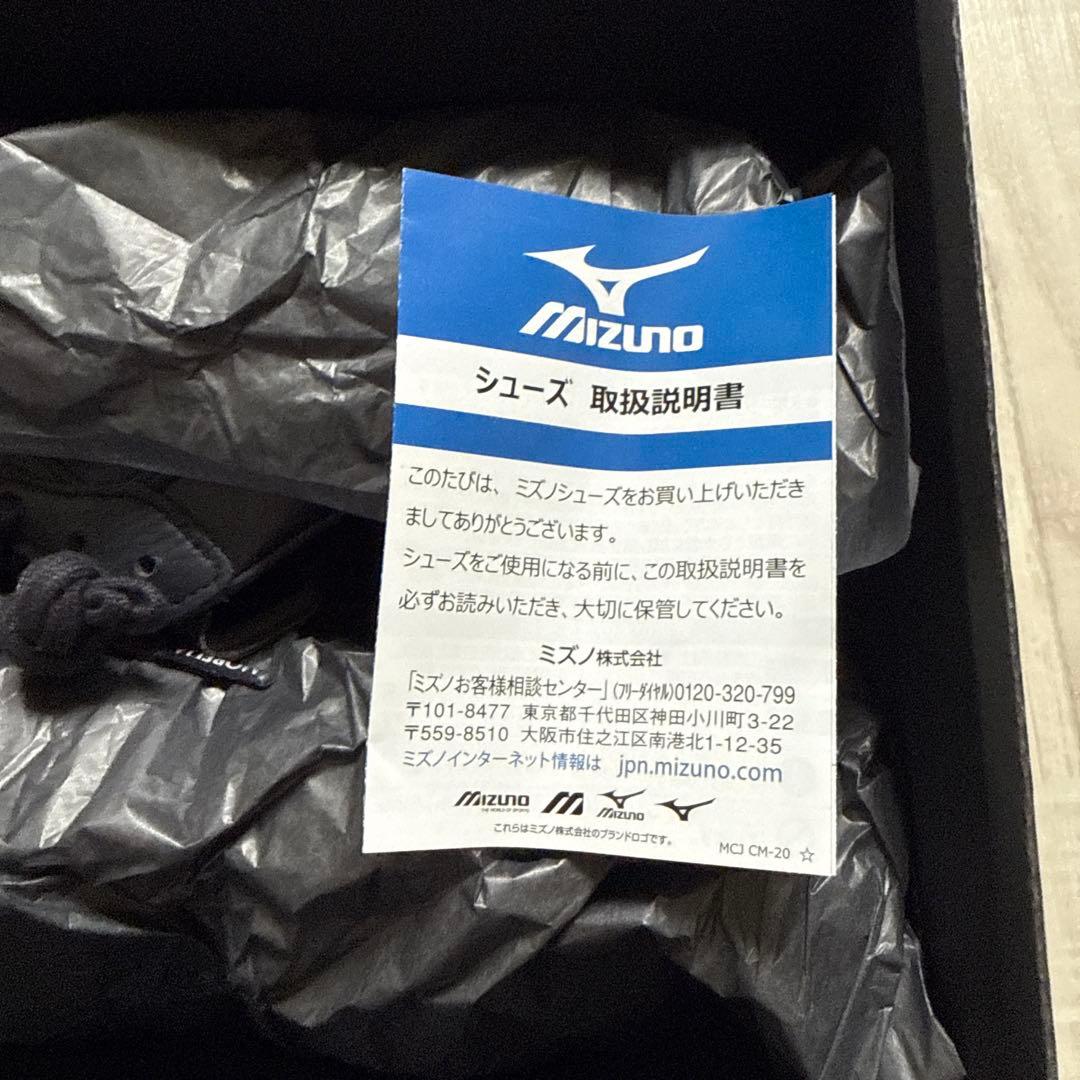 MIZUNO
シューズ 取扱説明書
このたびは、ミズノシューズをお買い上げいただき
ましてありがとうございます。
シューズをご使用になる前に、この取扱説明書を
必ずお読みいただき、大切に保管してください。
ミズノ株式会社
「ミズノお客様相談センター」(フリーダイヤル)0120-320-799
〒101-8477 東京都千代田区神田小川町3-22
〒559-8510 大阪市住之江区南港北1-12-35
ミズノインターネット情報は jpn.mizuno.com
MIZUNO
THE WORLD OF SPORTS
MIZUNO
これらはミズノ株式会社のブランドロゴです。
MCJ CM-20 ☆